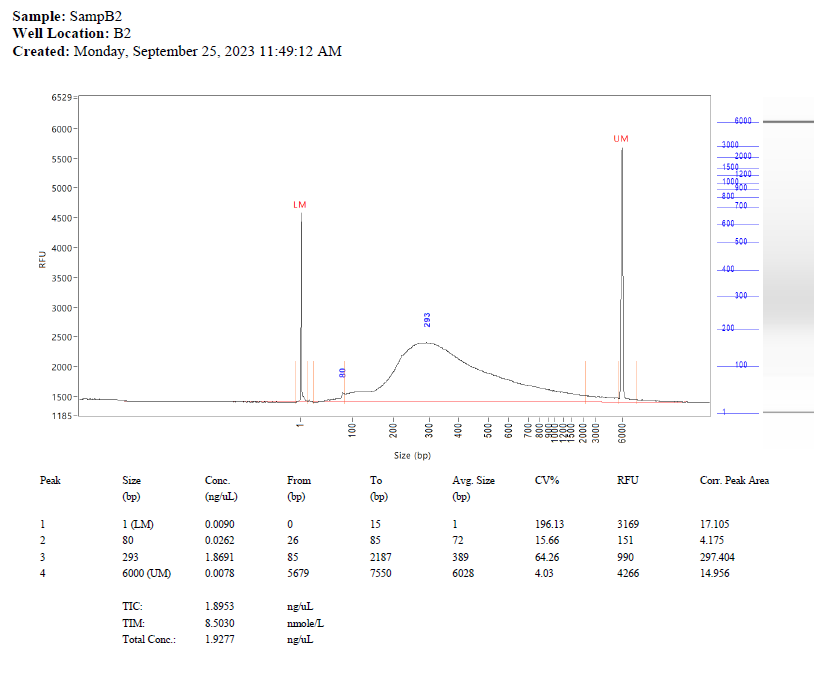 Sample: SampB2
Well Location: B2
Created: Monday, September 25, 2023 11:49:12 AM
6529
6000
5500
5000
4500
4000
3500
3000
2500
2000
1500
1185
RFU
LM
80
293
UM
1
100
200
300
400
500
600
700
800
900
1000
1200
1500
2000
3000
6000
Size (bp)
6000
3000
2000
1500
1200
1000
900
800
700
600
500
400
300
200
100
1
Peak Size Conc. From To Avg. Size CV% RFU Corr. Peak Area
(bp) (ng/uL) (bp) (bp) (bp)
1 1 (LM) 0.0090 0 15 1 196.13 3169 17.105
2 80 0.0262 26 85 72 15.66 151 4.175
3 293 1.8691 85 2187 389 64.26 990 297.404
4 6000 (UM) 0.0078 5679 7550 6028 4.03 4266 14.956
TIC: 1.8953 ng/uL
TIM: 8.5030 nmole/L
Total Conc.: 1.9277 ng/uL